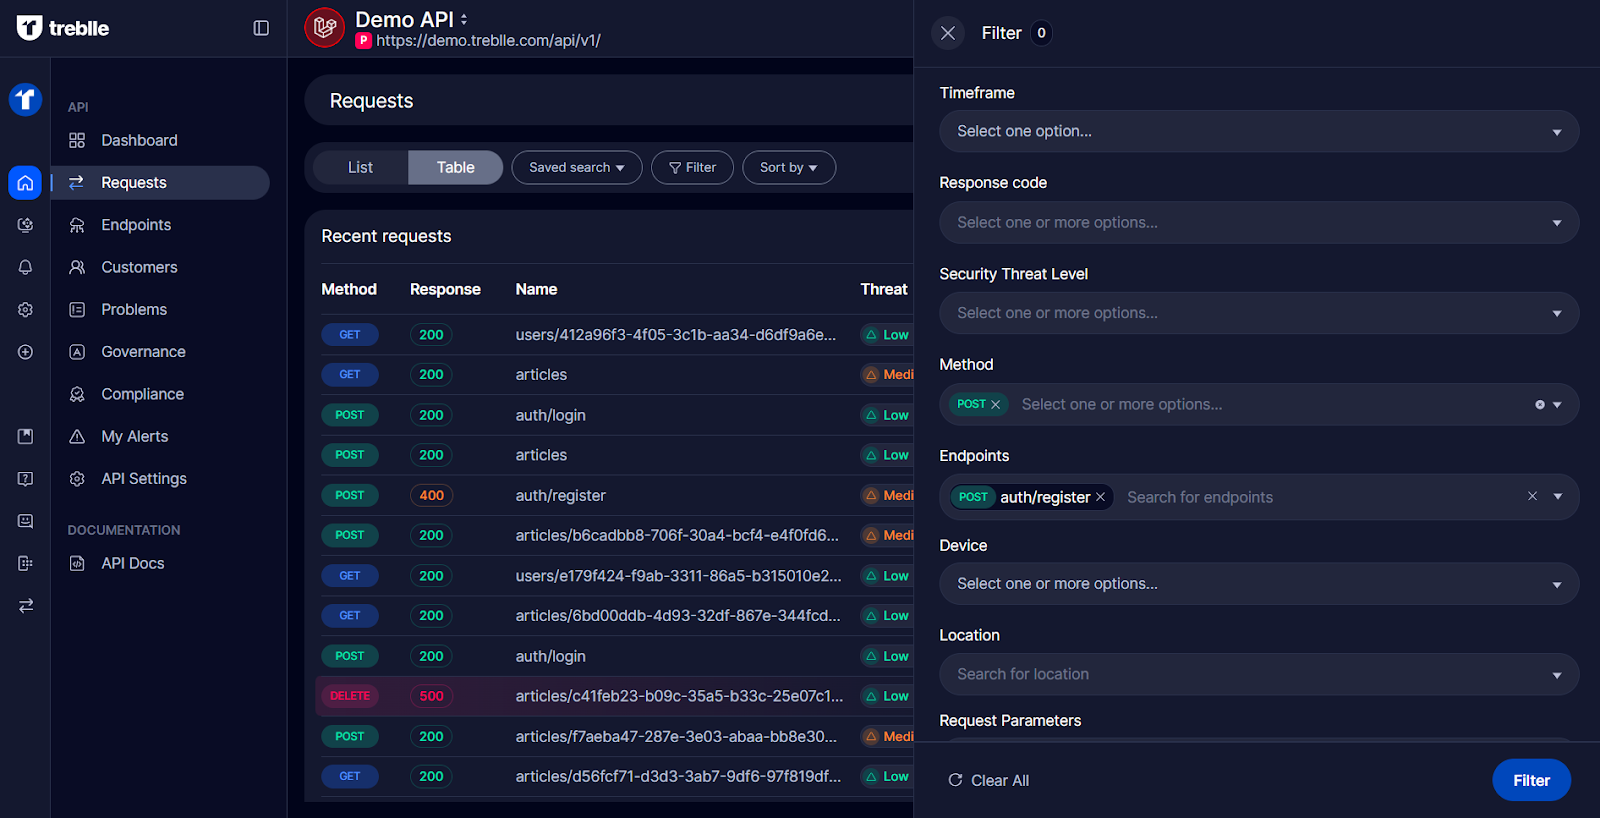 treblle
API
Dashboard
Requests
Endpoints
Customers
Problems
Governance
Compliance
My Alerts
API Settings
DOCUMENTATION
API Docs
Demo API
P https://demo.treblle.com/api/v1/
Requests
List Table Saved search Filter Sort by
Recent requests
Method Response Name Threat
GET 200 users/412a96f3-4f05-3c1b-aa34-d6df9a6e... Low
GET 200 articles Medi
POST 200 auth/login Low
POST 200 articles Low
POST 400 auth/register Medi
POST 200 articles/b6cadbb8-706f-30a4-bcf4-e4f0fd6... Medi
GET 200 users/e179f424-f9ab-3311-86a5-b315010e2... Low
GET 200 articles/6bd00ddb-4d93-32df-867e-344fcd... Low
POST 200 auth/login Low
DELETE 500 articles/c41feb23-b09c-35a5-b33c-25e07c1... Low
POST 200 articles/f7aeba47-287e-3e03-abaa-bb8e30... Medi
GET 200 articles/d56fcf71-d3d3-3ab7-9df6-97f819df... Low
Filter 0
Timeframe
Select one option...
Response code
Select one or more options...
Security Threat Level
Select one or more options...
Method
POST Select one or more options...
Endpoints
POST auth/register Search for endpoints
Device
Select one or more options...
Location
Search for location
Request Parameters
Clear All Filter